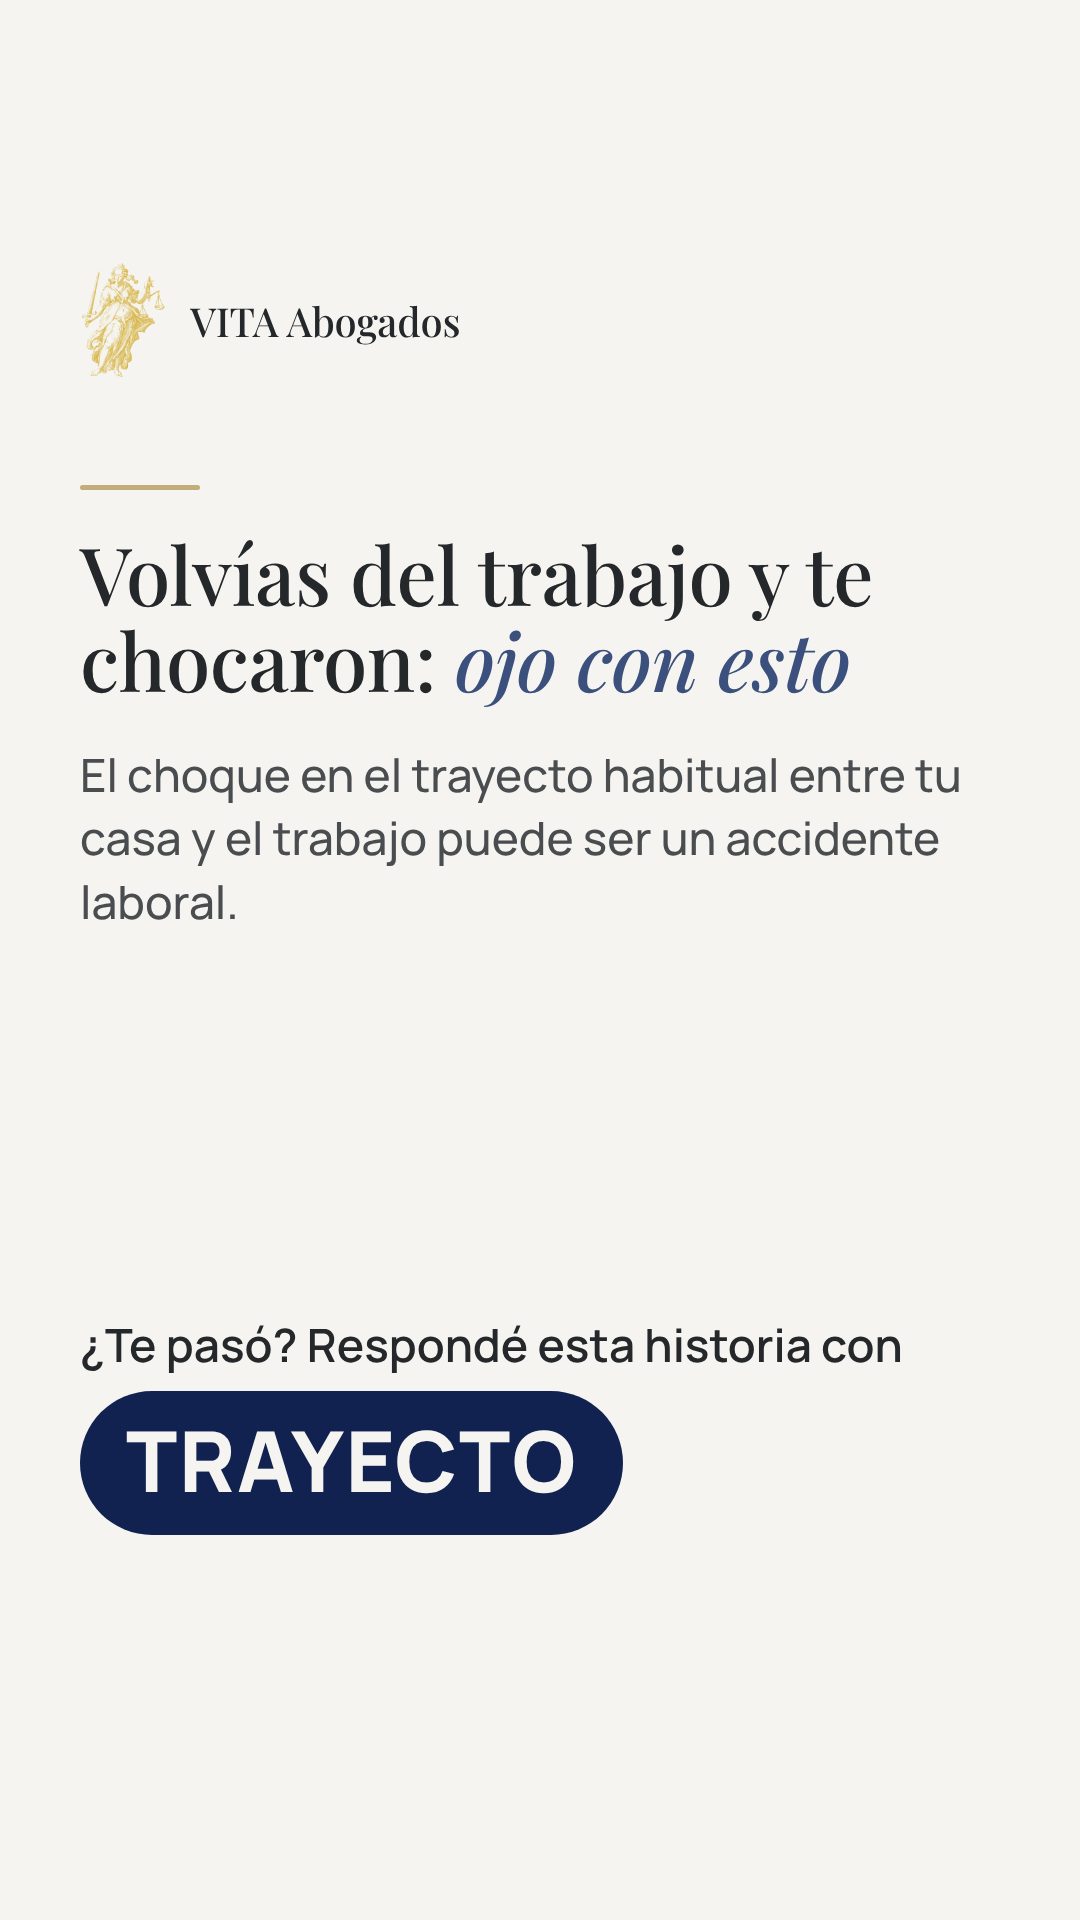 VITA Abogados
Volvías del trabajo y te
chocaron: ojo con esto
El choque en el trayecto habitual entre tu
casa y el trabajo puede ser un accidente
laboral.
¿Te pasó? Respondé esta historia con
TRAYECTO